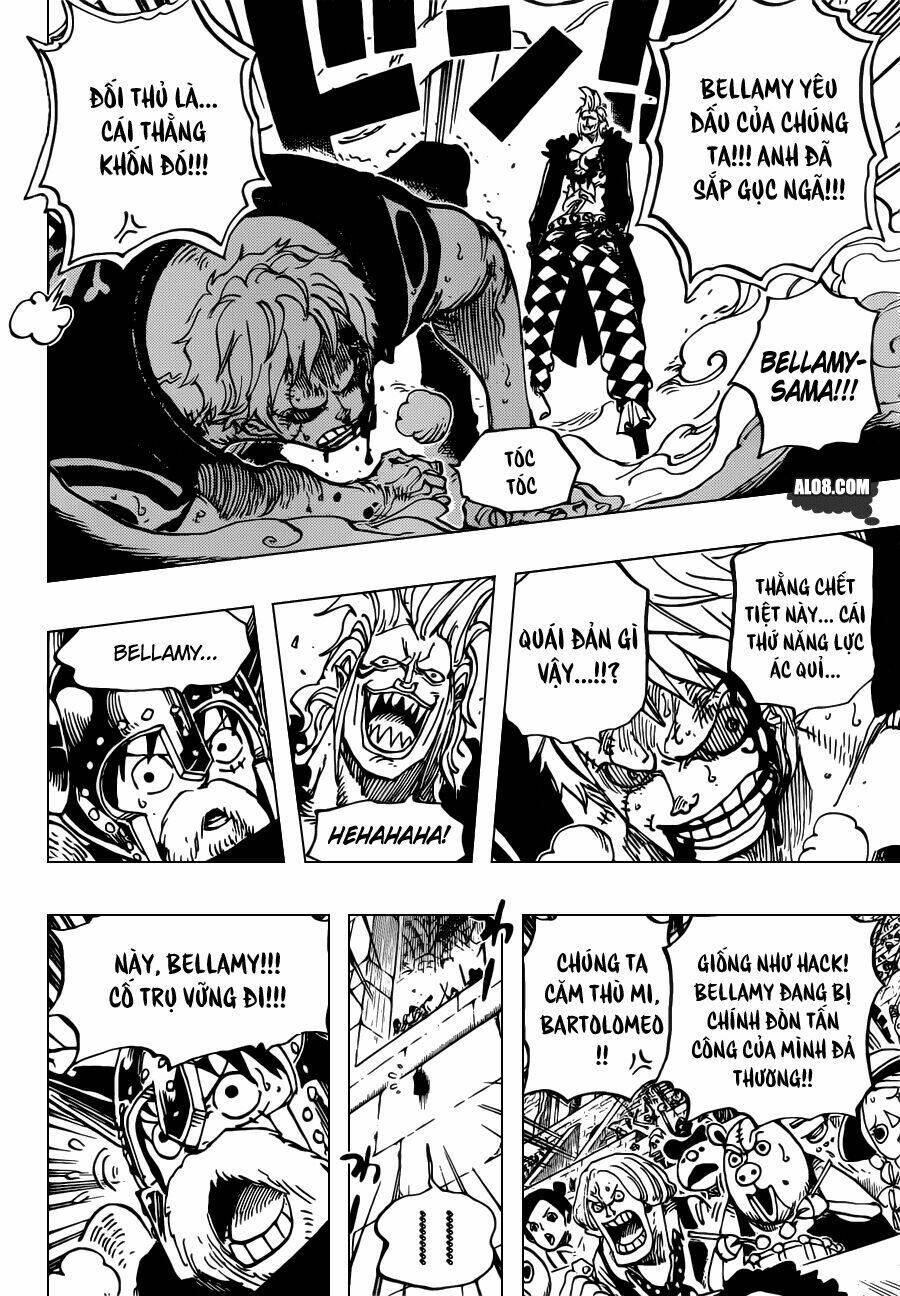 ドーン!
BELLAMY YÊU
DẤU CỦA CHÚNG
TA!!! ANH ĐÃ
SẮP GỤC NGÃ!!!
ĐỐI THỦ LÀ...
CÁI THẰNG
KHỐN ĐÓ!!!
BELLAMY-
SAMA!!!
TÓC
TÓC
ALO8.COM
THẰNG CHẾT
TIỆT NÀY... CÁI
THỨ NĂNG LỰC
ÁC QUỈ...
QUÁI ĐẢN GÌ
VẬY...!!?
HEHAHAHA!
BELLAMY...
GIỐNG NHƯ HACK!
BELLAMY ĐANG BỊ
CHÍNH ĐÒN TẤN
CÔNG CỦA MÌNH ĐẢ
THƯƠNG!!
CHÚNG TA
CĂM THÙ MI,
BARTOLOMEO
!!
NÀY, BELLAMY!!!
CỐ TRỤ VỮNG ĐI!!!